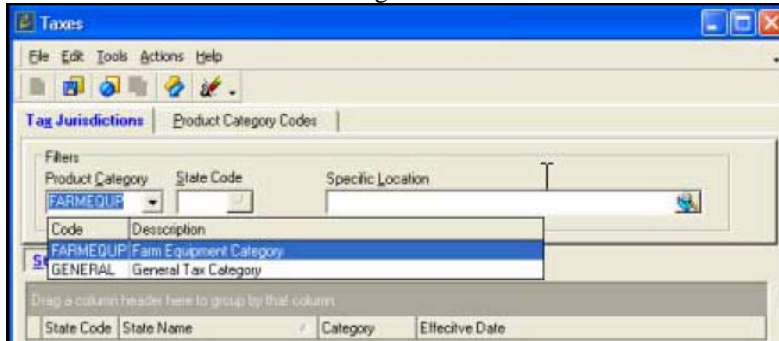 Taxes
File Edit Tools Actions Help
Tax Jurisdictions Product Category Codes
Filters
Product Category State Code Specific Location
FARMEQUP
Code Desscription
FARMEQUP Farm Equipment Category
GENERAL General Tax Category
Drag a column header here to group by that column
State Code State Name Category Effecitve Date